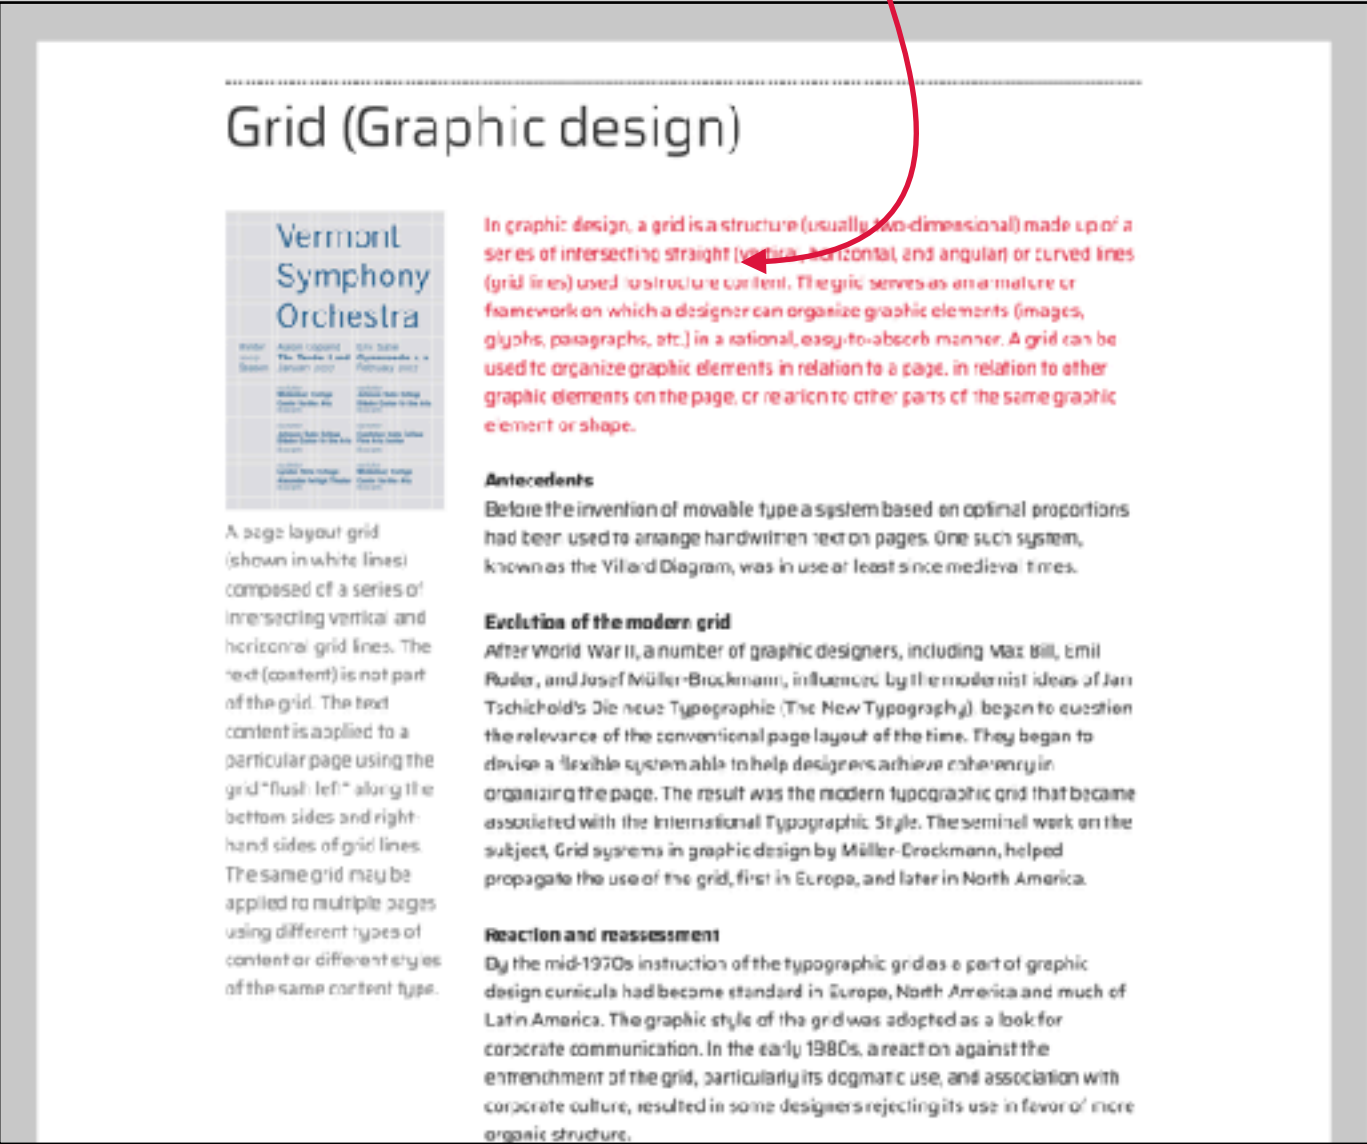 Grid (Graphic design)
Vermont
Symphony
Orchestra
Winter
Season
Aaron Copland
The Tender Land
January 2007
Erik Satie
Gymnopedie
February 2007
A page layout grid
(shown in white lines)
composed of a series of
intersecting vertical and
horizontal grid lines. The
text (content) is not part
of the grid. The text
content is applied to a
particular page using the
grid "flush left" along the
bottom sides and right-
hand sides of grid lines.
The same grid may be
applied to multiple pages
using different types of
content or different styles
of the same content type.
In graphic design, a grid is a structure (usually two-dimensional) made up of a
series of intersecting straight (vertical, horizontal, and angular) or curved lines
(grid lines) used to structure content. The grid serves as an armature or
framework on which a designer can organize graphic elements (images,
glyphs, paragraphs, etc.) in a rational, easy-to-absorb manner. A grid can be
used to organize graphic elements in relation to a page, in relation to other
graphic elements on the page, or relation to other parts of the same graphic
element or shape.
Antecedents
Before the invention of movable type a system based on optimal proportions
had been used to arrange handwritten text on pages. One such system,
known as the Villard Diagram, was in use at least since medieval times.
Evolution of the modern grid
After World War II, a number of graphic designers, including Max Bill, Emil
Ruder, and Josef Müller-Brockmann, influenced by the modernist ideas of Jan
Tschichold's Die neue Typographie (The New Typography), began to question
the relevance of the conventional page layout of the time. They began to
devise a flexible system able to help designers achieve coherency in
organizing the page. The result was the modern typographic grid that became
associated with the International Typographic Style. The seminal work on the
subject, Grid systems in graphic design by Müller-Brockmann, helped
propagate the use of the grid, first in Europe, and later in North America.
Reaction and reassessment
By the mid-1970s instruction of the typographic grid as a part of graphic
design curricula had become standard in Europe, North America and much of
Latin America. The graphic style of the grid was adopted as a look for
corporate communication. In the early 1980s, a reaction against the
entrenchment of the grid, particularly its dogmatic use, and association with
corporate culture, resulted in some designers rejecting its use in favor of more
organic structure.